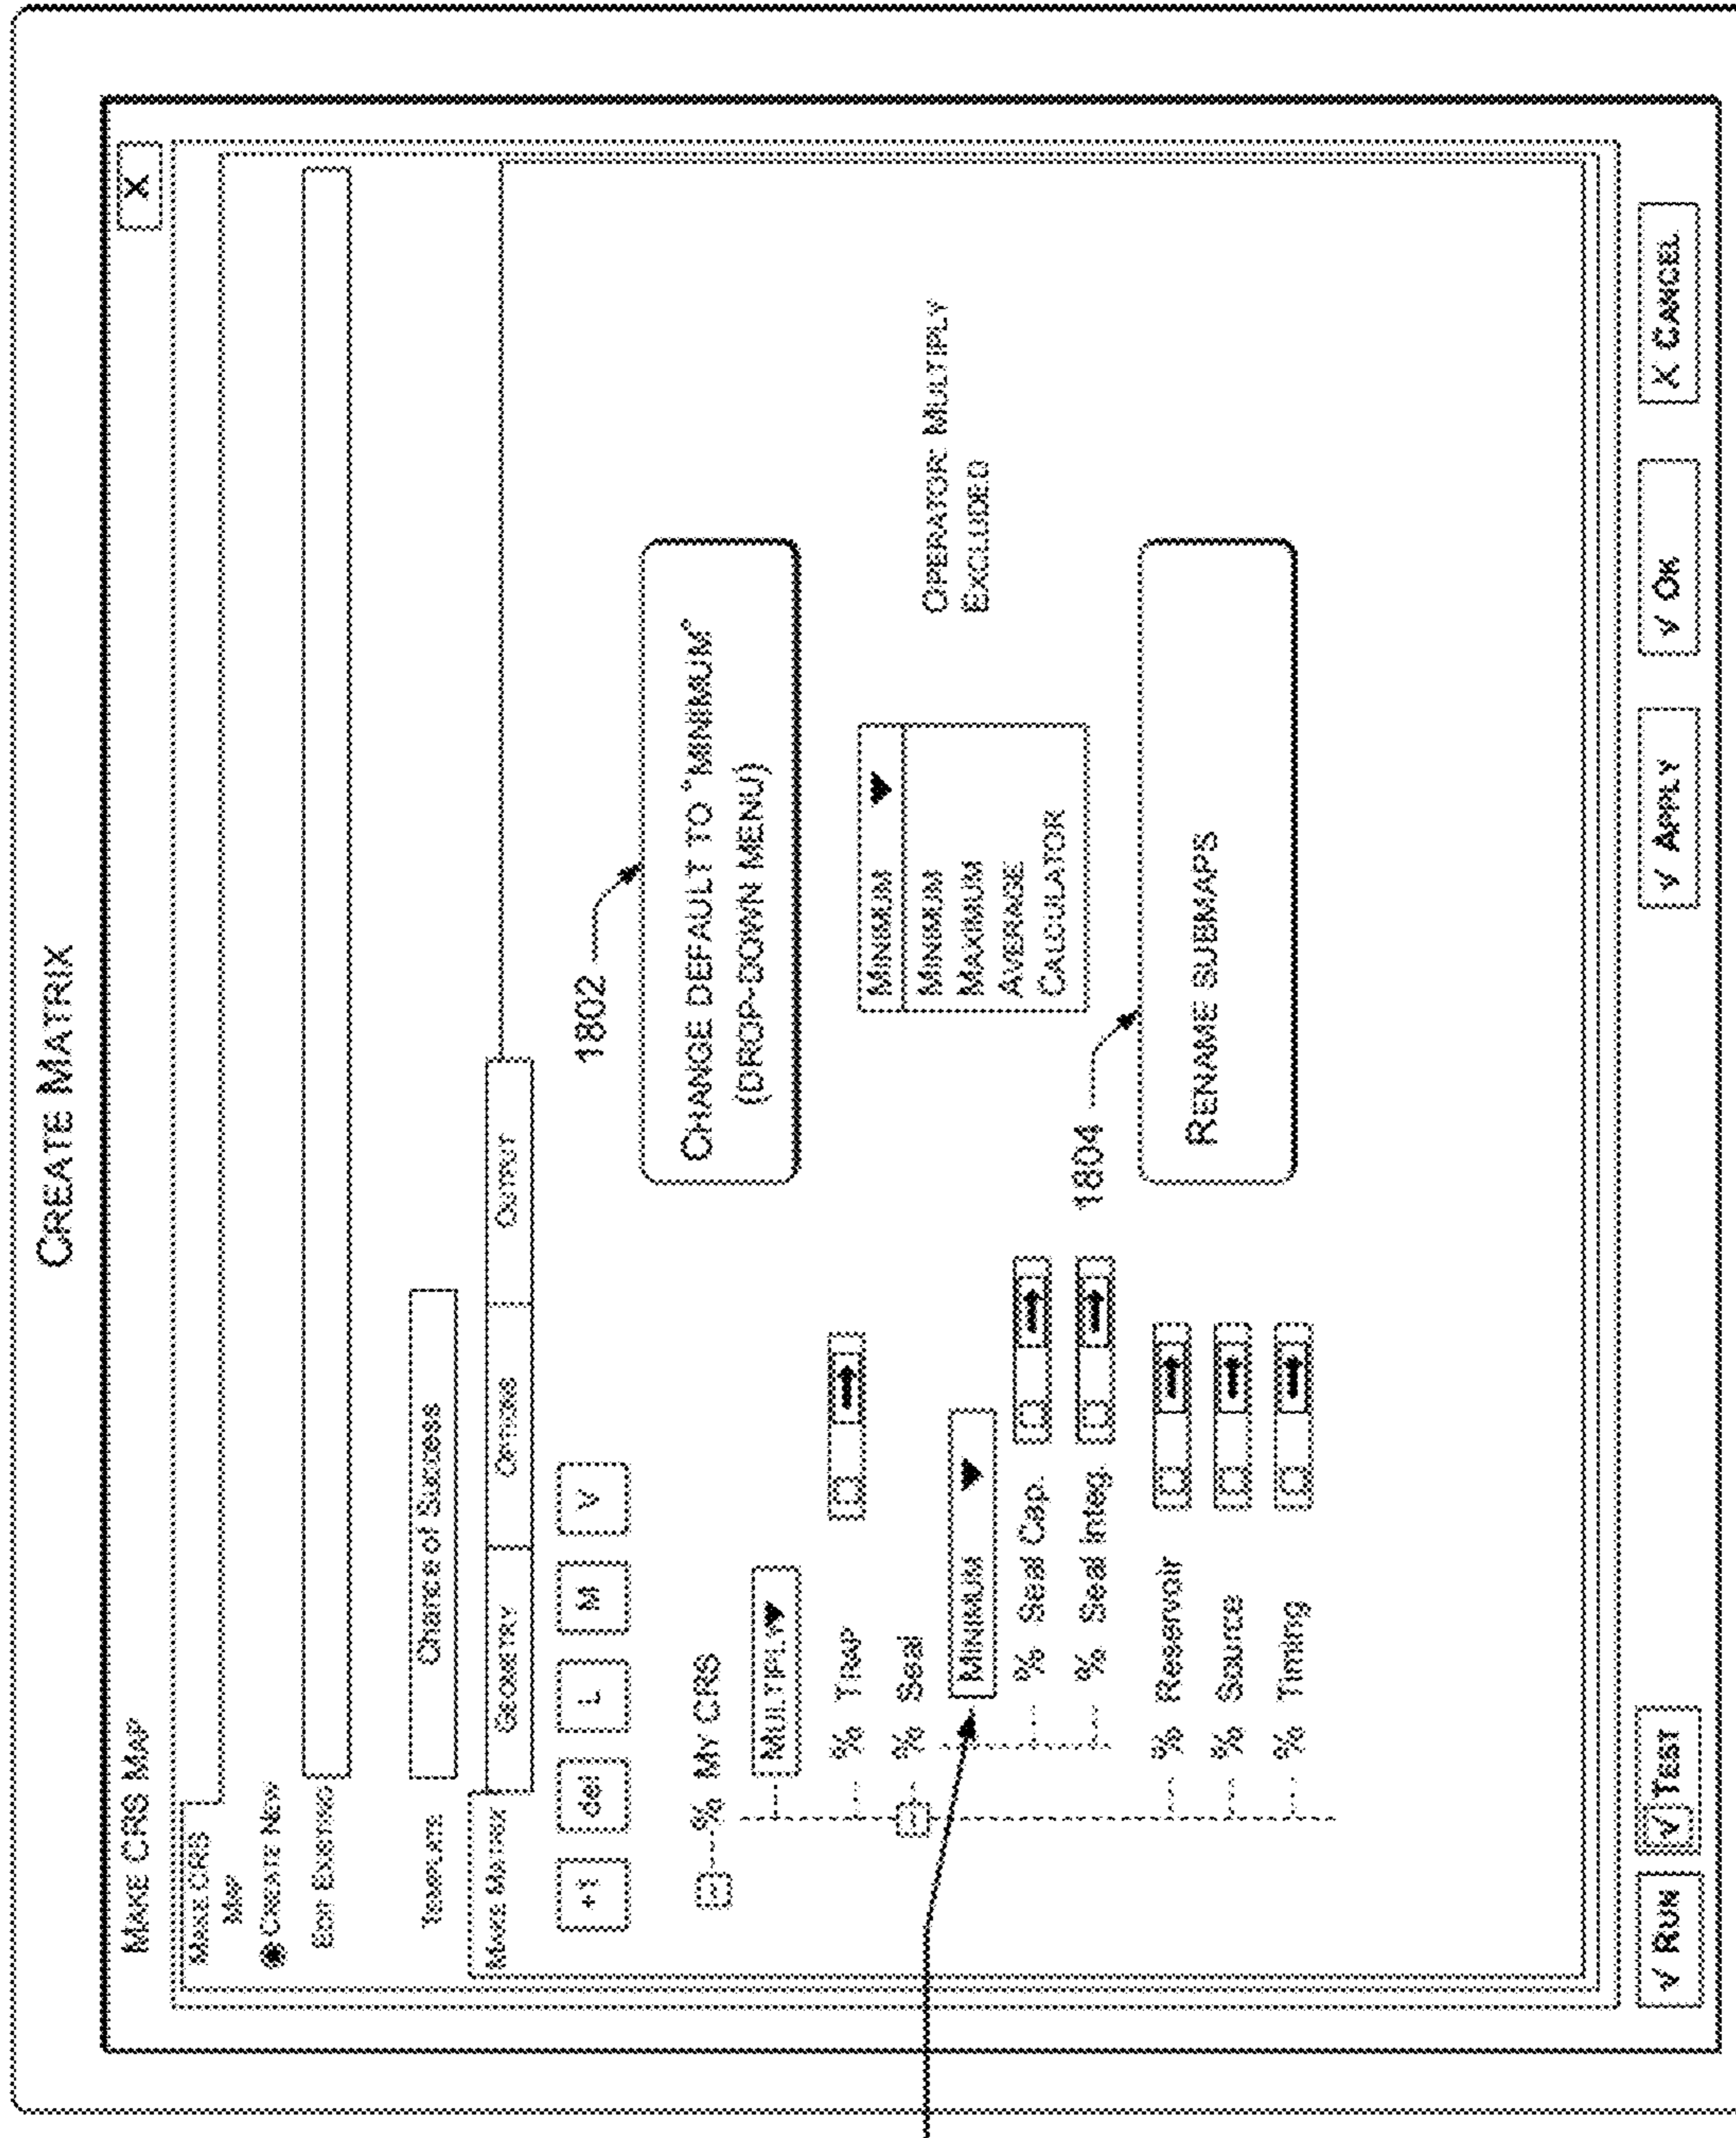 CREATE MATRIX
MAKE CRS MAP
X
MAKE CRS
MAP
CREATE NEW
EDIT EXISTING
TEMPLATE
Chance of Success
MAKE MATRIX
GEOMETRY
OPTIONS
OUTPUT
+1
del
L
M
V
% MY CRS
MULTIPLY
% TRAP
% Seal
MINIMUM
% Seal Cap.
% Seal Integ.
% Reservoir
% Source
% Timing
1802
CHANGE DEFAULT TO "MINIMUM"
(DROP-DOWN MENU)
MINIMUM
MINIMUM
MAXIMUM
AVERAGE
CALCULATOR
OPERATOR MULTIPLY
EXCLUDED
1804
RENAME SUBMAPS
√ RUN
√ TEST
√ APPLY
√ OK
X CANCEL